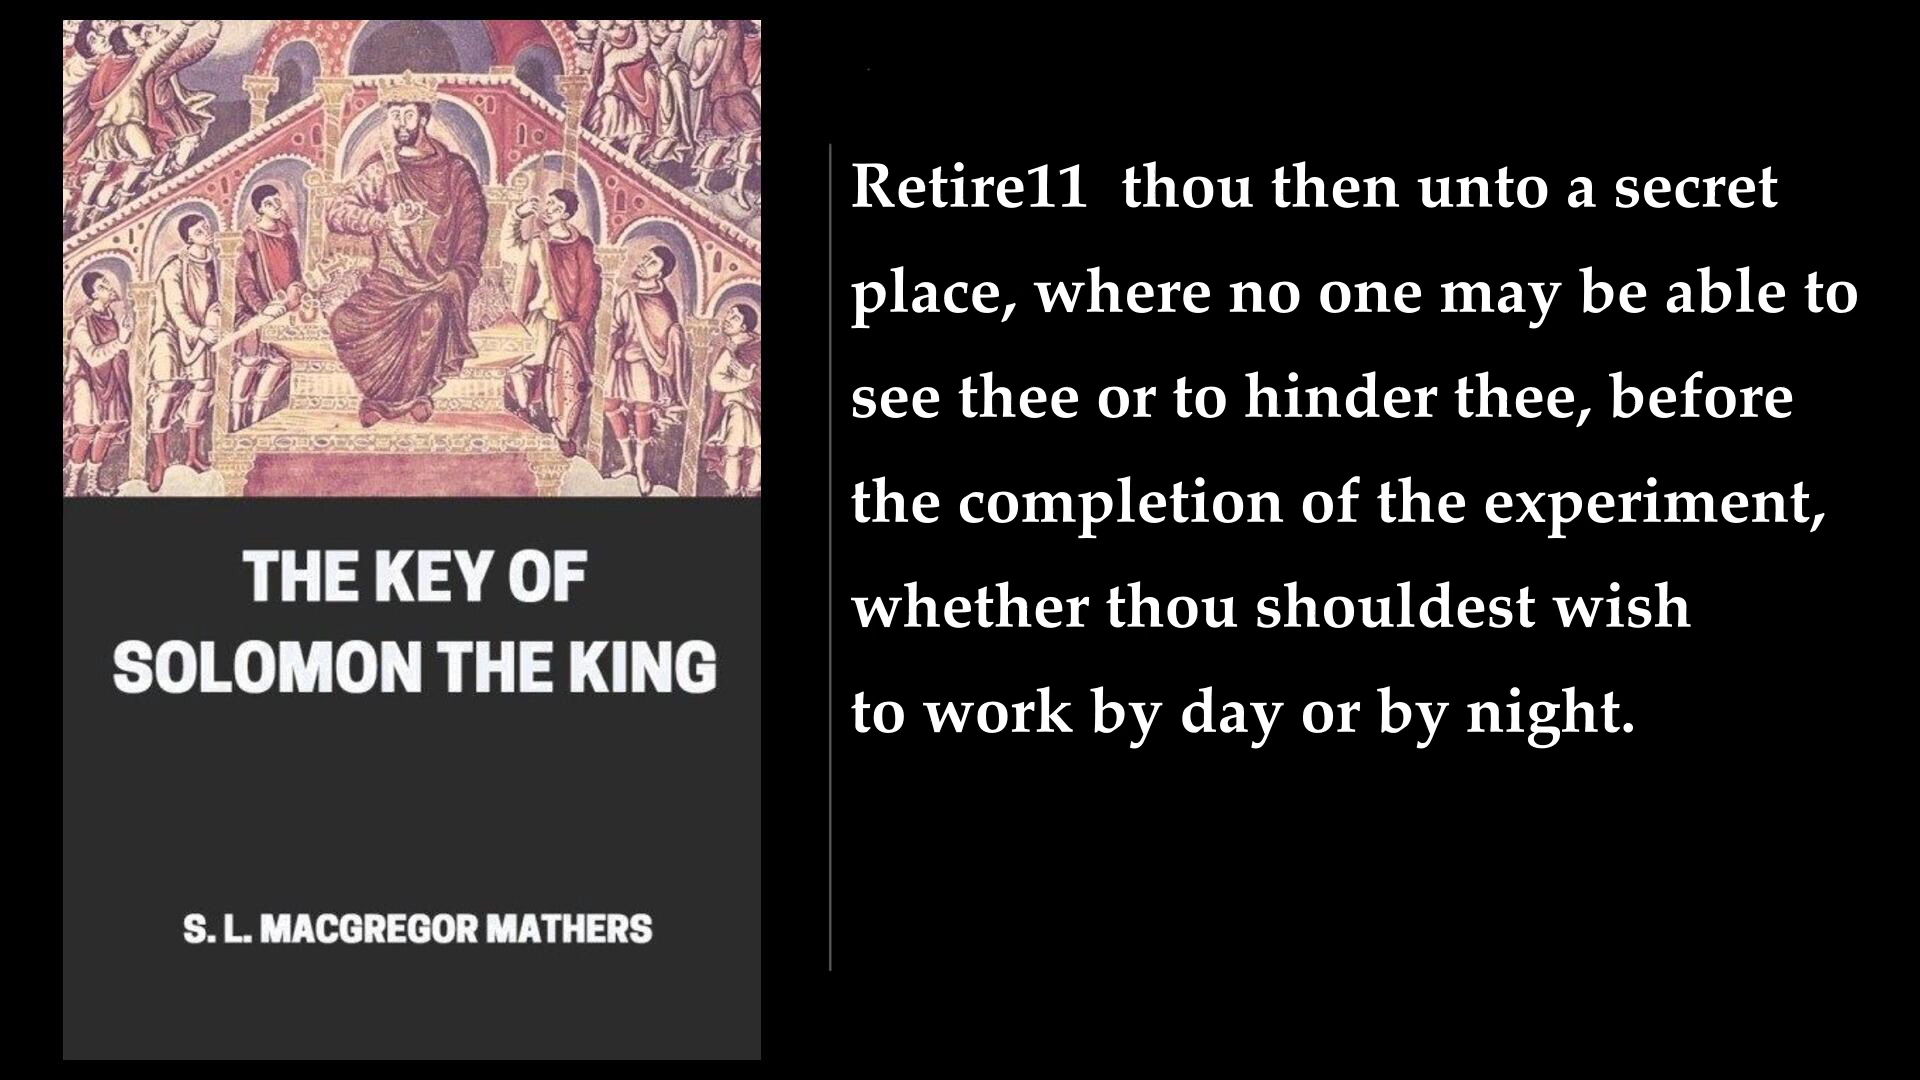 THE KEY OF
SOLOMON THE KING
S. L. MACGREGOR MATHERS
Retire11  thou then unto a secret
place, where no one may be able to
see thee or to hinder thee, before
the completion of the experiment,
whether thou shouldest wish
to work by day or by night.